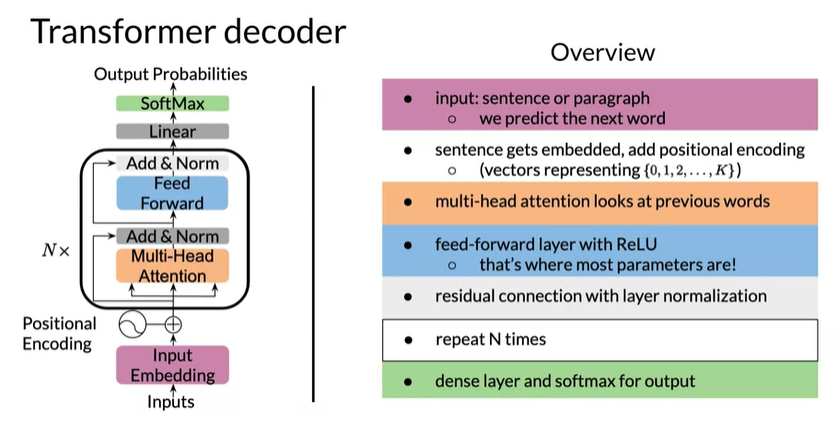 Transformer decoder
Output Probabilities
SoftMax
Linear
Add & Norm
Feed
Forward
Add & Norm
Multi-Head
Attention
N×
Positional
Encoding
Input
Embedding
Inputs
Overview
● input: sentence or paragraph
○ we predict the next word
● sentence gets embedded, add positional encoding
○ (vectors representing {0, 1, 2, . . . , K})
● multi-head attention looks at previous words
● feed-forward layer with ReLU
○ that's where most parameters are!
● residual connection with layer normalization
● repeat N times
● dense layer and softmax for output